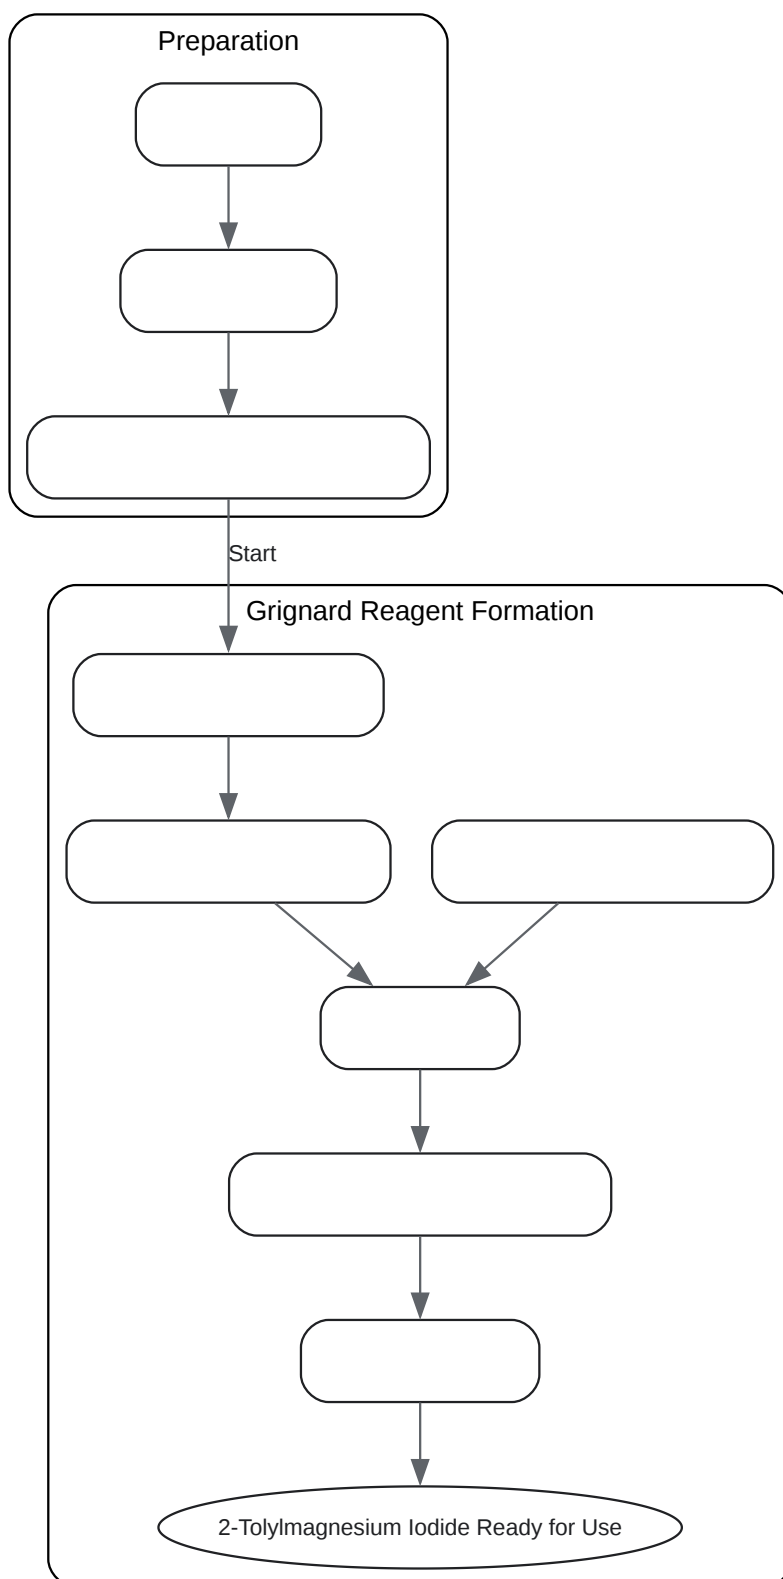 Preparation
Start
Grignard Reagent Formation
2-Tolylmagnesium Iodide Ready for Use